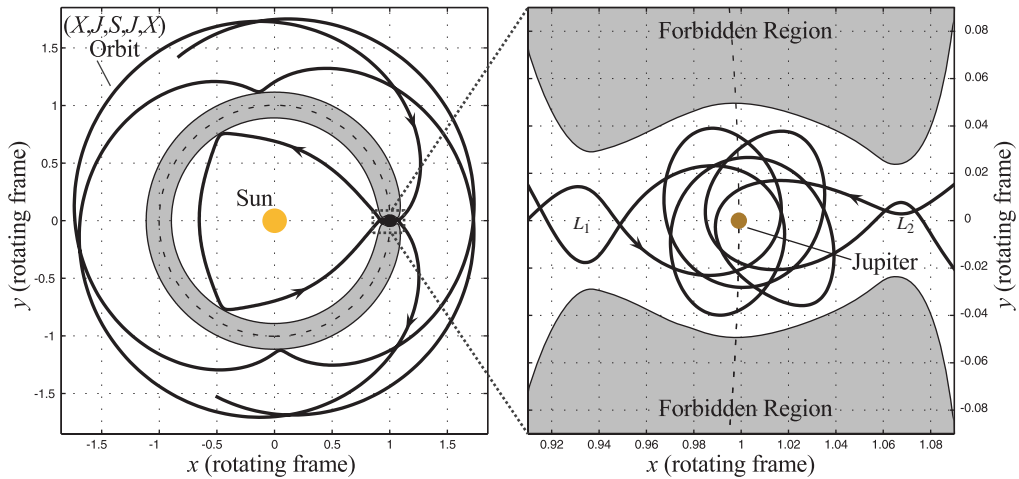 (X,J,S,J,X)
Orbit
Sun
1.5
1
0.5
0
-0.5
-1
-1.5
-1.5
-1
-0.5
0
0.5
1
1.5
x (rotating frame)
y (rotating frame)
Forbidden Region
L1
L2
Jupiter
Forbidden Region
0.08
0.06
0.04
0.02
0
-0.02
-0.04
-0.06
-0.08
0.92
0.94
0.96
0.98
1
1.02
1.04
1.06
1.08
x (rotating frame)
y (rotating frame)